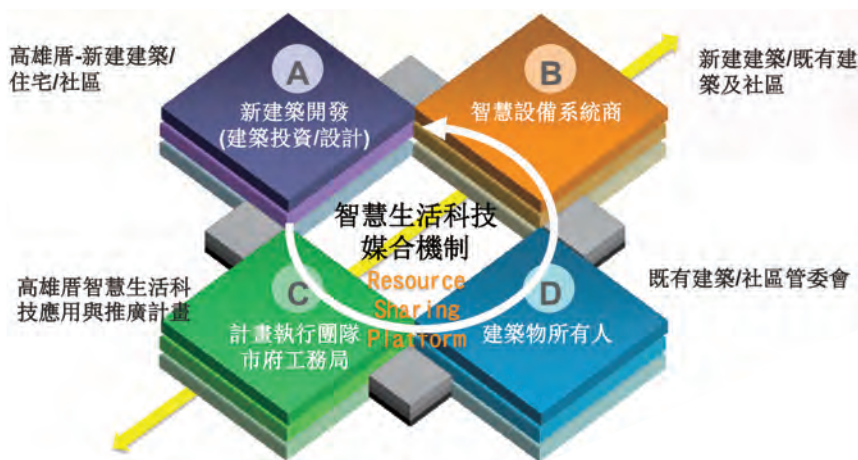 高雄厝-新建建築/
住宅/社區
A
新建築開發
(建築投資/設計)
B
智慧設備系統商
新建建築/既有建
築及社區
智慧生活科技
媒合機制
Resource
Sharing
Platform
高雄厝智慧生活科
技應用與推廣計畫
C
計畫執行團隊
市府工務局
D
建築物所有人
既有建築/社區管委會